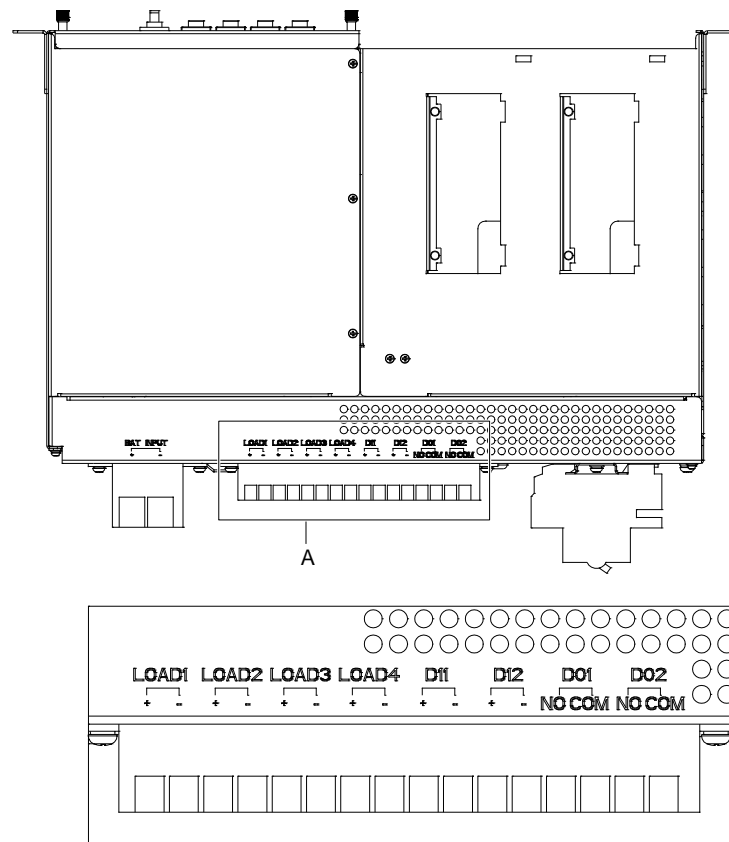 BAT INPUT LOAD1 LOAD2 LOAD3 LOAD4 DI1 DI2 DO1 DO2
+ - + - + - + - + - + - + - NO COM NO COM
A
LOAD1 LOAD2 LOAD3 LOAD4 DI1 DI2 DO1 DO2
+ - + - + - + - + - + - NO COM NO COM